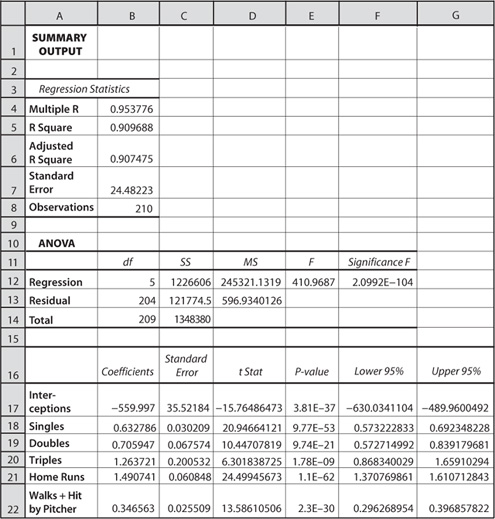 A B C D E F G
1 SUMMARY
OUTPUT
2
3 Regression Statistics
4 Multiple R 0.953776
5 R Square 0.909688
6 Adjusted
R Square 0.907475
7 Standard
Error 24.48223
8 Observations 210
9
10 ANOVA
11 df SS MS F Significance F
12 Regression 5 1226606 245321.1319 410.9687 2.0992E−104
13 Residual 204 121774.5 596.9340126
14 Total 209 1348380
15
16 Coefficients Standard
Error t Stat P-value Lower 95% Upper 95%
17 Inter-
ceptions −559.997 35.52184 −15.76486473 3.81E−37 −630.0341104 −489.9600492
18 Singles 0.632786 0.030209 20.94664121 9.77E−53 0.573222833 0.692348228
19 Doubles 0.705947 0.067574 10.44707819 9.74E−21 0.572714992 0.839179681
20 Triples 1.263721 0.200532 6.301838725 1.78E−09 0.868340029 1.65910294
21 Home Runs 1.490741 0.060848 24.49945673 1.1E−62 1.370769861 1.610712843
22 Walks + Hit
by Pitcher 0.346563 0.025509 13.58610506 2.3E−30 0.296268954 0.396857822